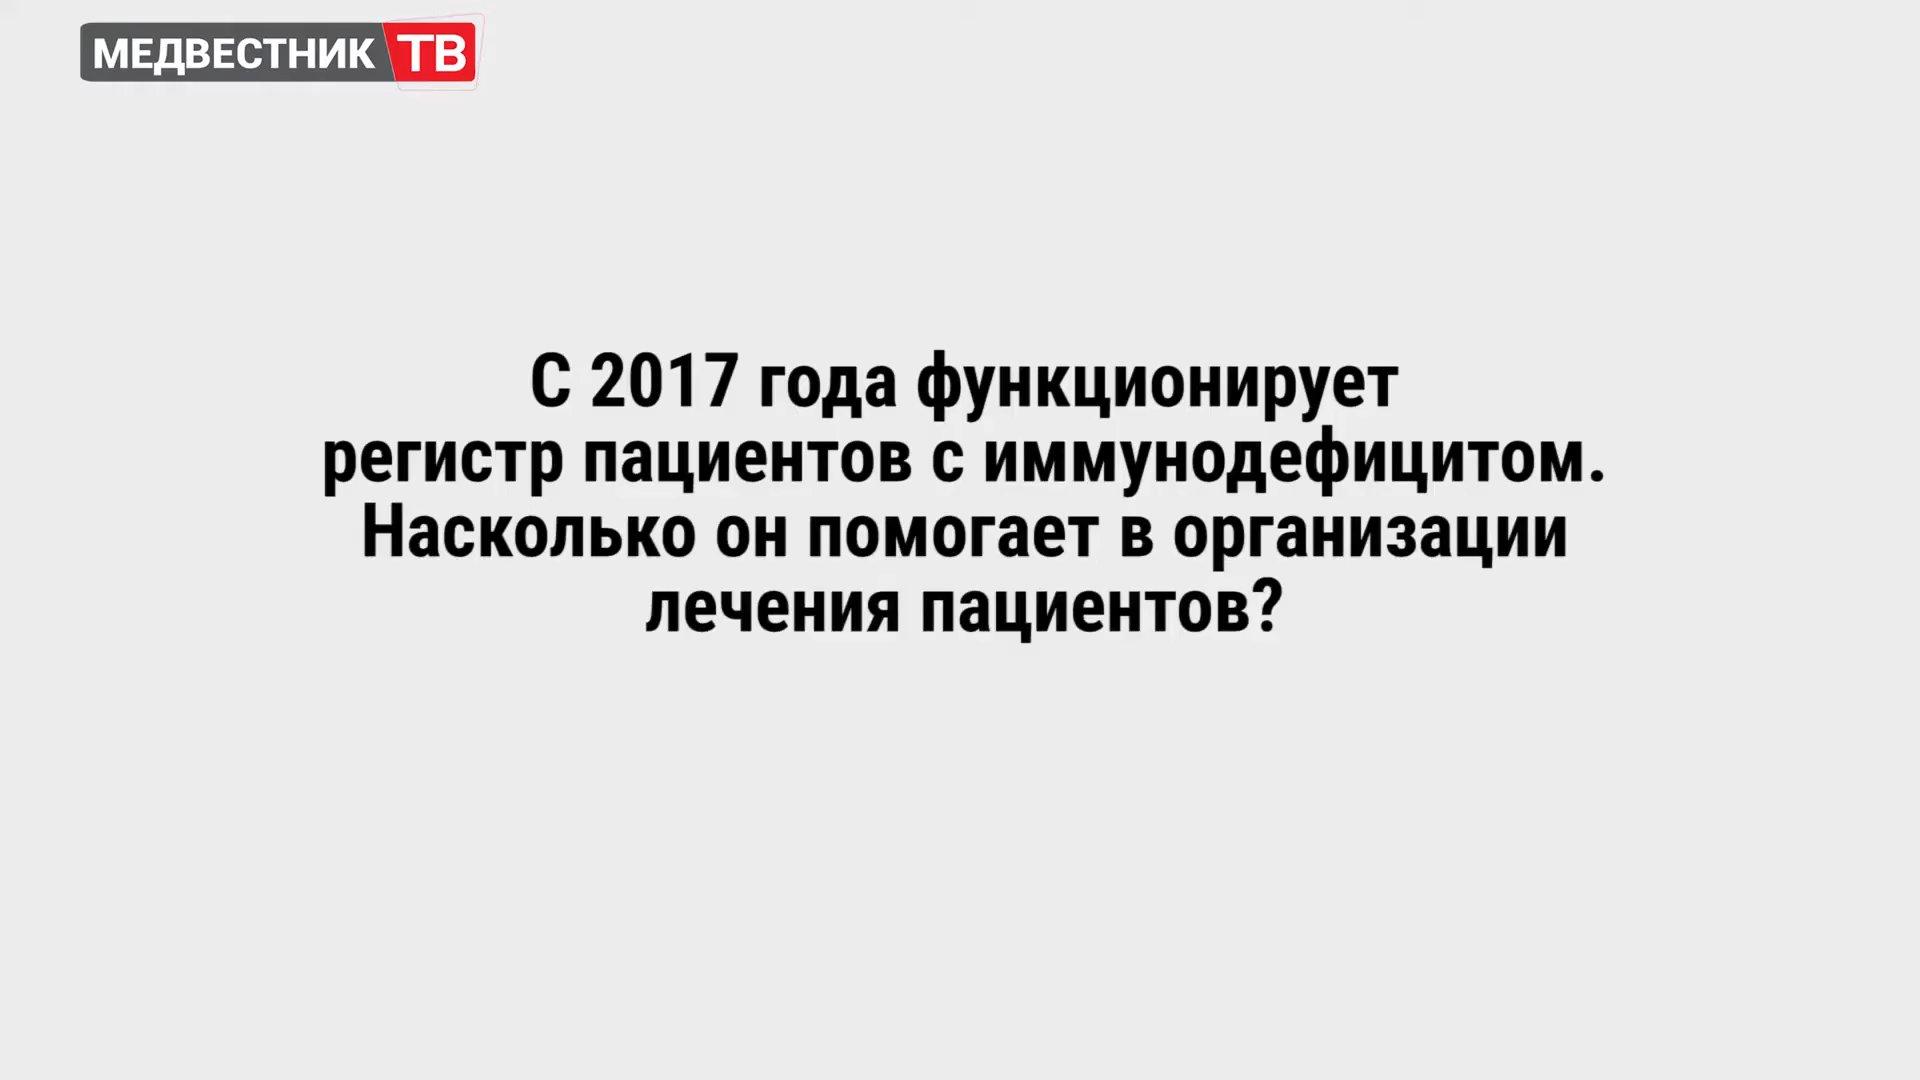 МЕДВЕСТНИК ТВ
С 2017 года функционирует
регистр пациентов с иммунодефицитом.
Насколько он помогает в организации
лечения пациентов?